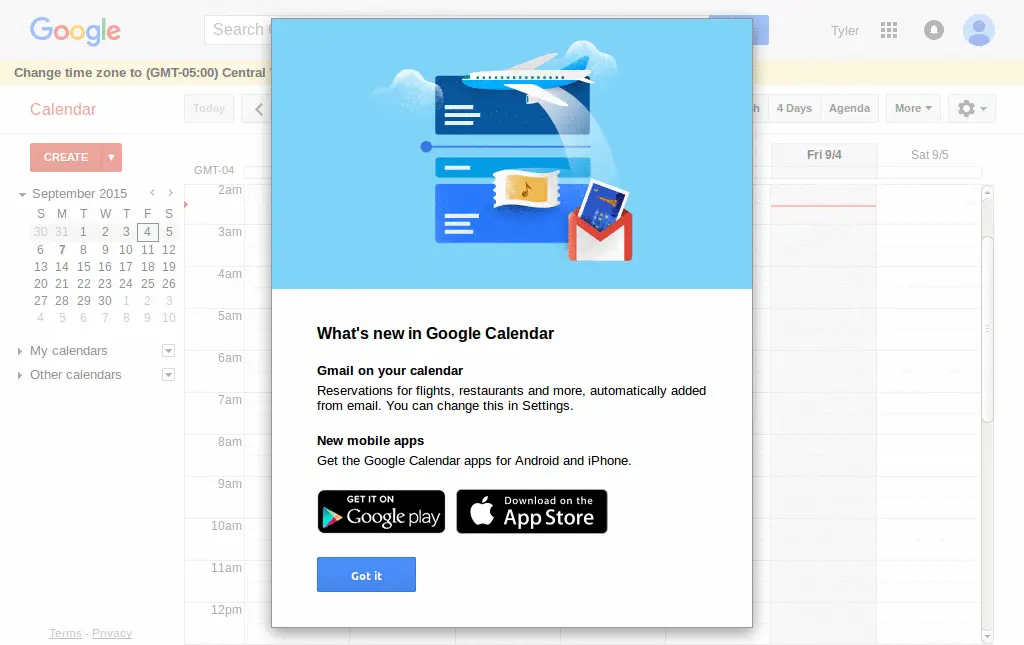 Google
Search
Tyler
Change time zone to (GMT-05:00) Central
Calendar
Today
4 Days
Agenda
More
CREATE
GMT-04
Fri 9/4
Sat 9/5
September 2015
S M T W T F S
30 31 1 2 3 4 5
6 7 8 9 10 11 12
13 14 15 16 17 18 19
20 21 22 23 24 25 26
27 28 29 30 1 2 3
4 5 6 7 8 9 10
My calendars
Other calendars
Terms - Privacy
2am
3am
4am
5am
6am
7am
8am
9am
10am
11am
12pm
What's new in Google Calendar
Gmail on your calendar
Reservations for flights, restaurants and more, automatically added
from email. You can change this in Settings.
New mobile apps
Get the Google Calendar apps for Android and iPhone.
GET IT ON
Google play
Download on the
App Store
Got it